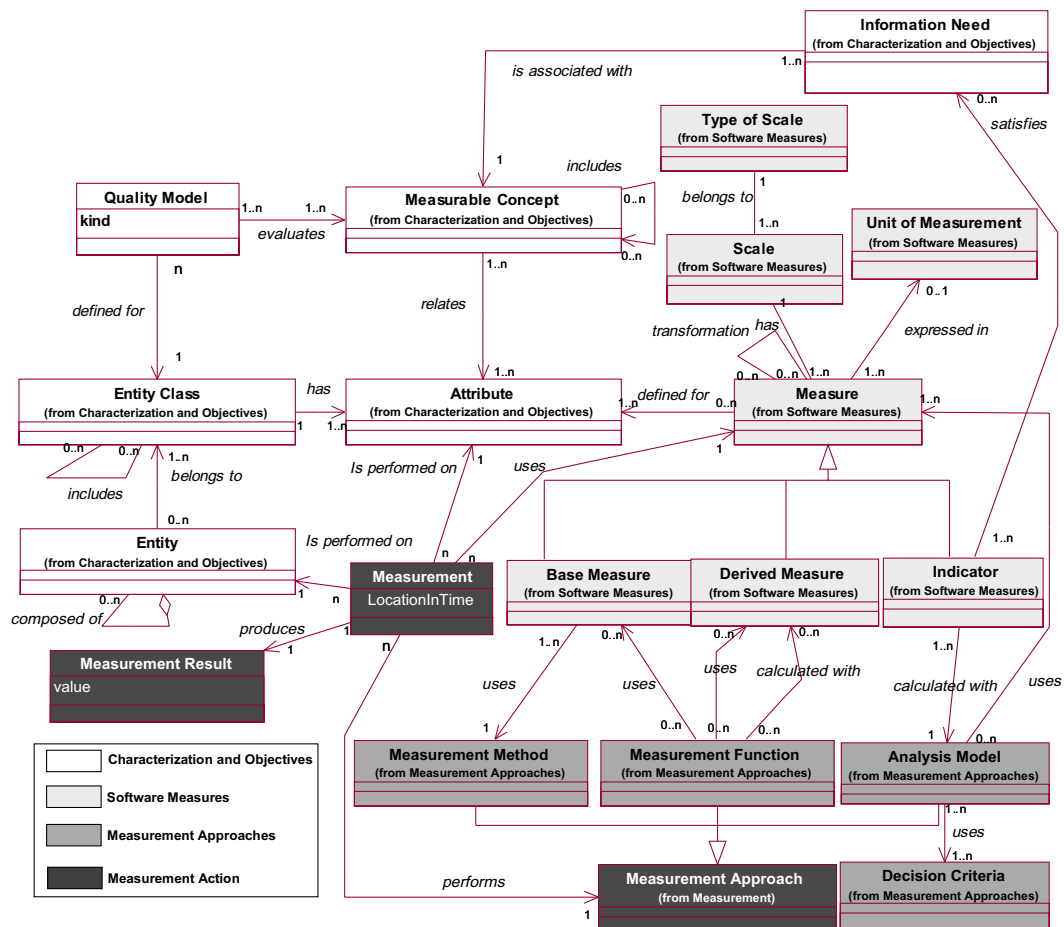 Information Need
(from Characterization and Objectives)
1..n
is associated with
0..n
satisfies
Type of Scale
(from Software Measures)
1
includes
1
belongs to
Quality Model
kind
1..n
1..n
evaluates
Measurable Concept
(from Characterization and Objectives)
0..n
0..n
1..n
Unit of Measurement
(from Software Measures)
Scale
(from Software Measures)
n
1..n
0..1
1
defined for
relates
transformation
has
expressed in
1
1..n
0..n
0..n
1..n
1..n
Entity Class
(from Characterization and Objectives)
has
1
1..n
Attribute
(from Characterization and Objectives)
defined for
1..n
0..n
Measure
(from Software Measures)
1..n
0..n
0..n
1..n
belongs to
includes
Is performed on
1
uses
1
0..n
Entity
(from Characterization and Objectives)
Is performed on
n
n
1..n
0..n
composed of
1
n
Measurement
LocationInTime
Base Measure
(from Software Measures)
Derived Measure
(from Software Measures)
Indicator
(from Software Measures)
produces
1
1
n
1..n
0..n
0..n
0..n
1..n
Measurement Result
value
uses
uses
uses
calculated with
calculated with
uses
1
0..n
0..n
0..n
1
0..n
Measurement Method
(from Measurement Approaches)
Measurement Function
(from Measurement Approaches)
Analysis Model
(from Measurement Approaches)
Characterization and Objectives
Software Measures
Measurement Approaches
Measurement Action
1..n
uses
1..n
performs
1
Measurement Approach
(from Measurement)
Decision Criteria
(from Measurement Approaches)